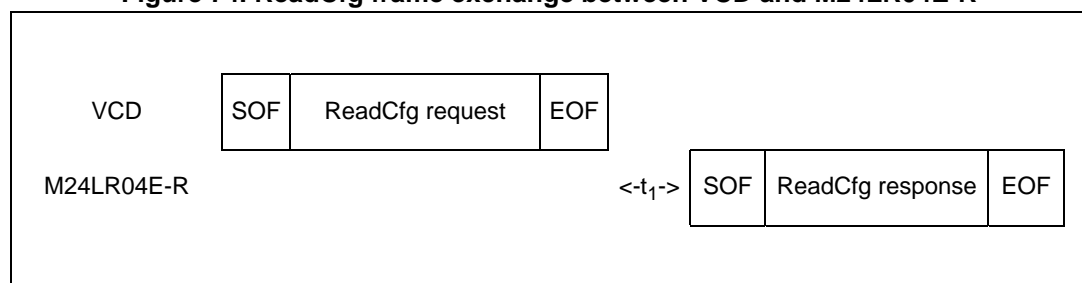 Figure 74. ReadCfg frame exchange between VCD and M24LR04E-R
VCD SOF ReadCfg request EOF
M24LR04E-R <-t1-> SOF ReadCfg response EOF